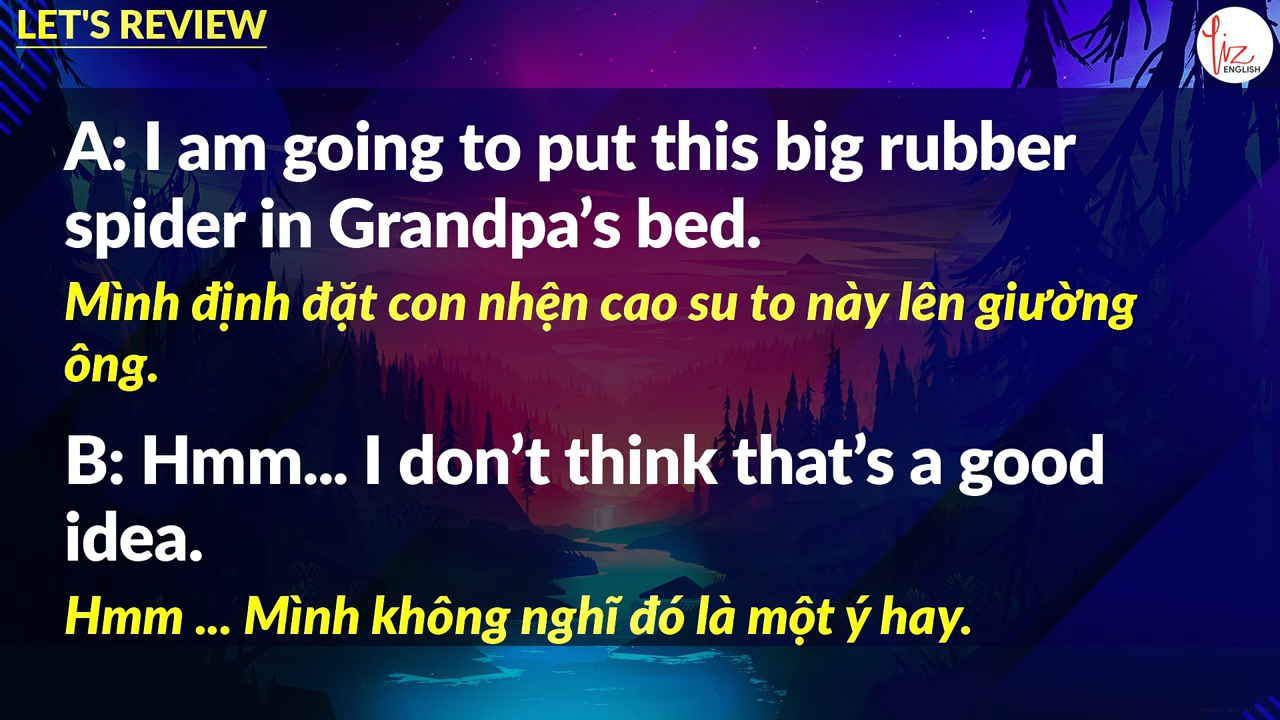 LET'S REVIEW
Liz
ENGLISH
A: I am going to put this big rubber
spider in Grandpa’s bed.
Mình định đặt con nhện cao su to này lên giường
ông.
B: Hmm... I don’t think that’s a good
idea.
Hmm ... Mình không nghĩ đó là một ý hay.